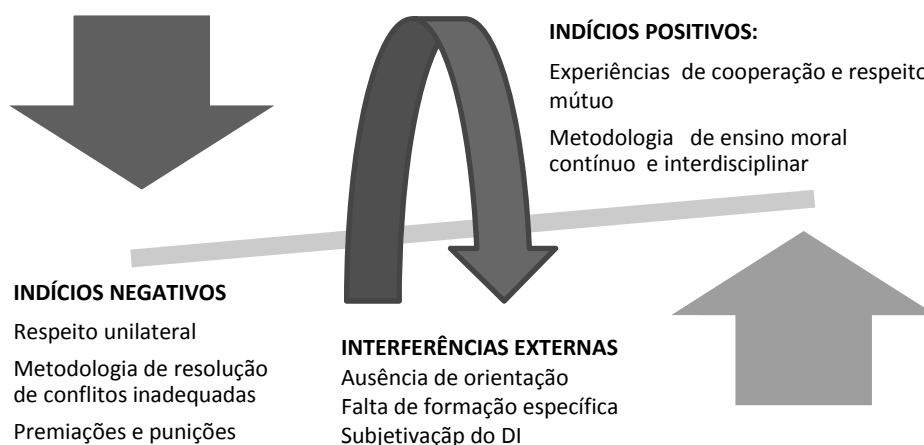 INDÍCIOS POSITIVOS:
Experiências de cooperação e respeito
mútuo
Metodologia de ensino moral
contínuo e interdisciplinar
INDÍCIOS NEGATIVOS
Respeito unilateral
Metodologia de resolução
de conflitos inadequadas
Premiações e punições
INTERFERÊNCIAS EXTERNAS
Ausência de orientação
Falta de formação específica
Subjetivaçãp do DI